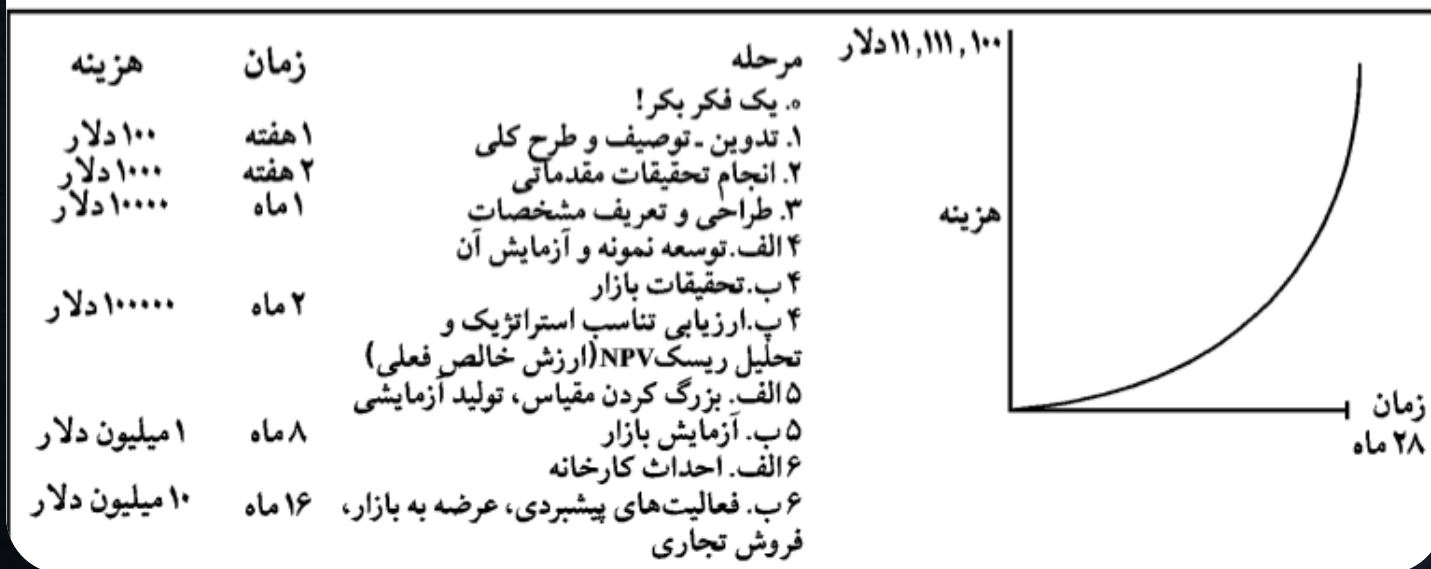 مرحله زمان هزینه
۰. یک فکر بکر!
۱. تدوین - توصیف و طرح کلی ۱ هفته ۱۰۰ دلار
۲. انجام تحقیقات مقدماتی ۲ هفته ۱۰۰۰ دلار
۳. طراحی و تعریف مشخصات ۱ ماه ۱۰۰۰۰ دلار
۴ الف. توسعه نمونه و آزمایش آن
۴ ب. تحقیقات بازار
۲ ماه ۱۰۰۰۰۰ دلار
۴ پ. ارزیابی تناسب استراتژیک و
تحلیل ریسک NPV (ارزش خالص فعلی)
۵ الف. بزرگ کردن مقیاس، تولید آزمایشی
۵ ب. آزمایش بازار ۸ ماه ۱ میلیون دلار
۶ الف. احداث کارخانه
۶ ب. فعالیت‌های پیشبردی، عرضه به بازار، ۱۶ ماه ۱۰ میلیون دلار
فروش تجاری
۱۱,۱۱۱,۱۰۰ دلار
هزینه
زمان
۲۸ ماه